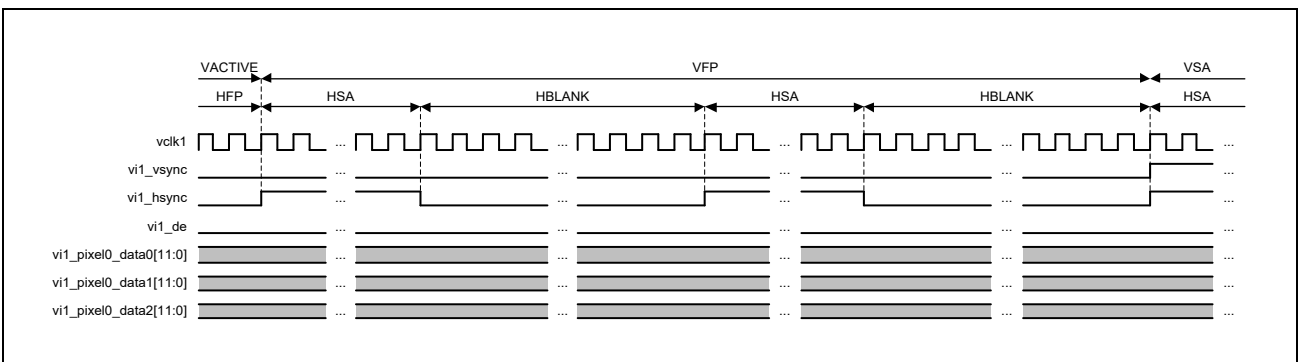 VACTIVE VFP VSA
HFP HSA HBLANK HSA HBLANK HSA
vclk1 ... ... ... ... ...
vi1_vsync ... ... ... ... ...
vi1_hsync ... ... ... ... ...
vi1_de ... ... ... ... ...
vi1_pixel0_data0[11:0] ... ... ... ... ...
vi1_pixel0_data1[11:0] ... ... ... ... ...
vi1_pixel0_data2[11:0] ... ... ... ... ...